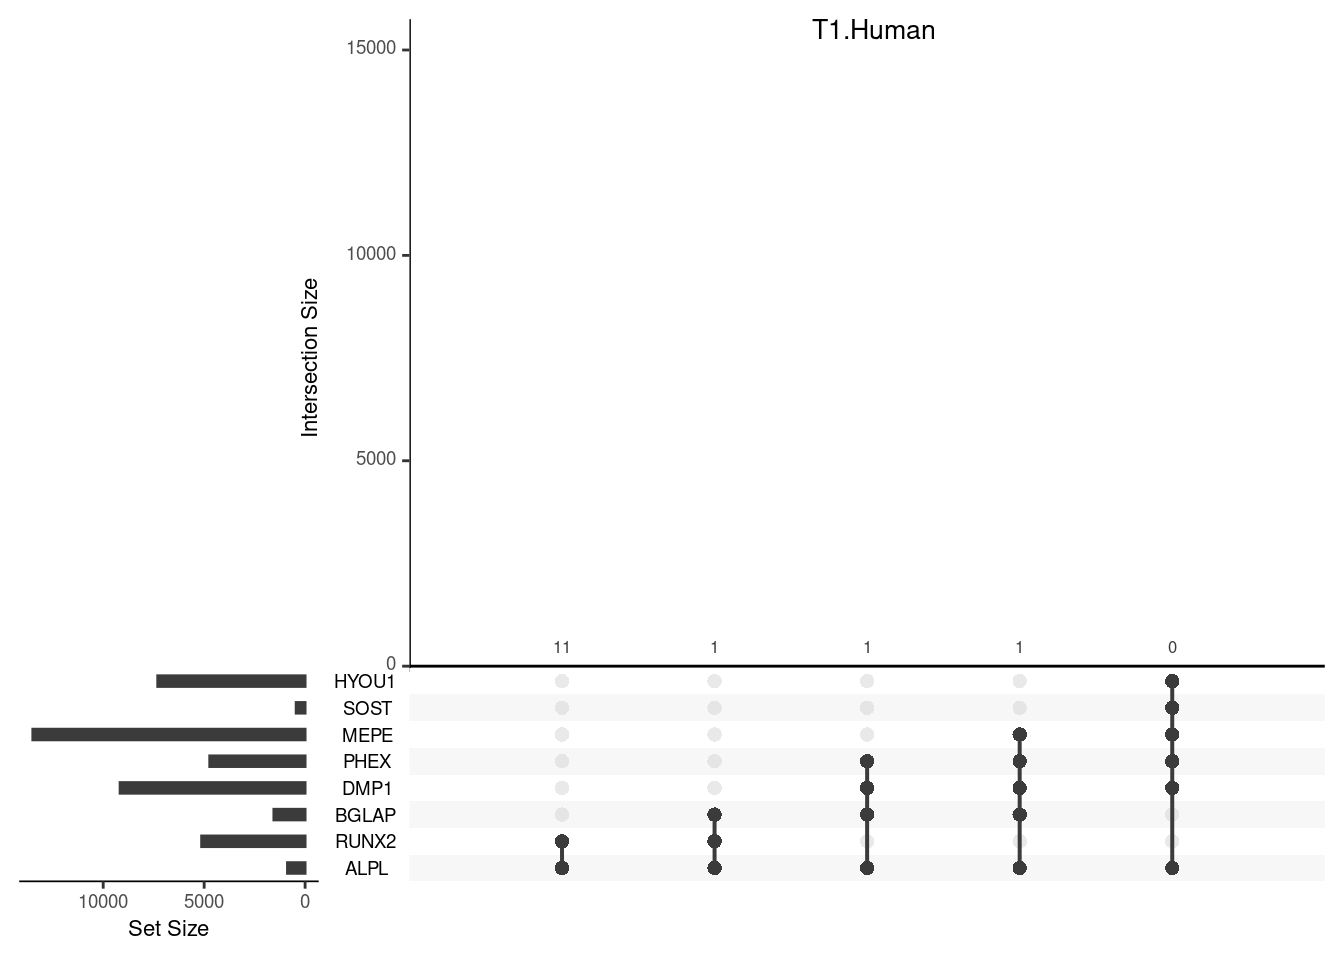 T1.Human
15000
10000
5000
0
Intersection Size
11 1 1 1 0
HYOU1
SOST
MEPE
PHEX
DMP1
BGLAP
RUNX2
ALPL
10000 5000 0
Set Size